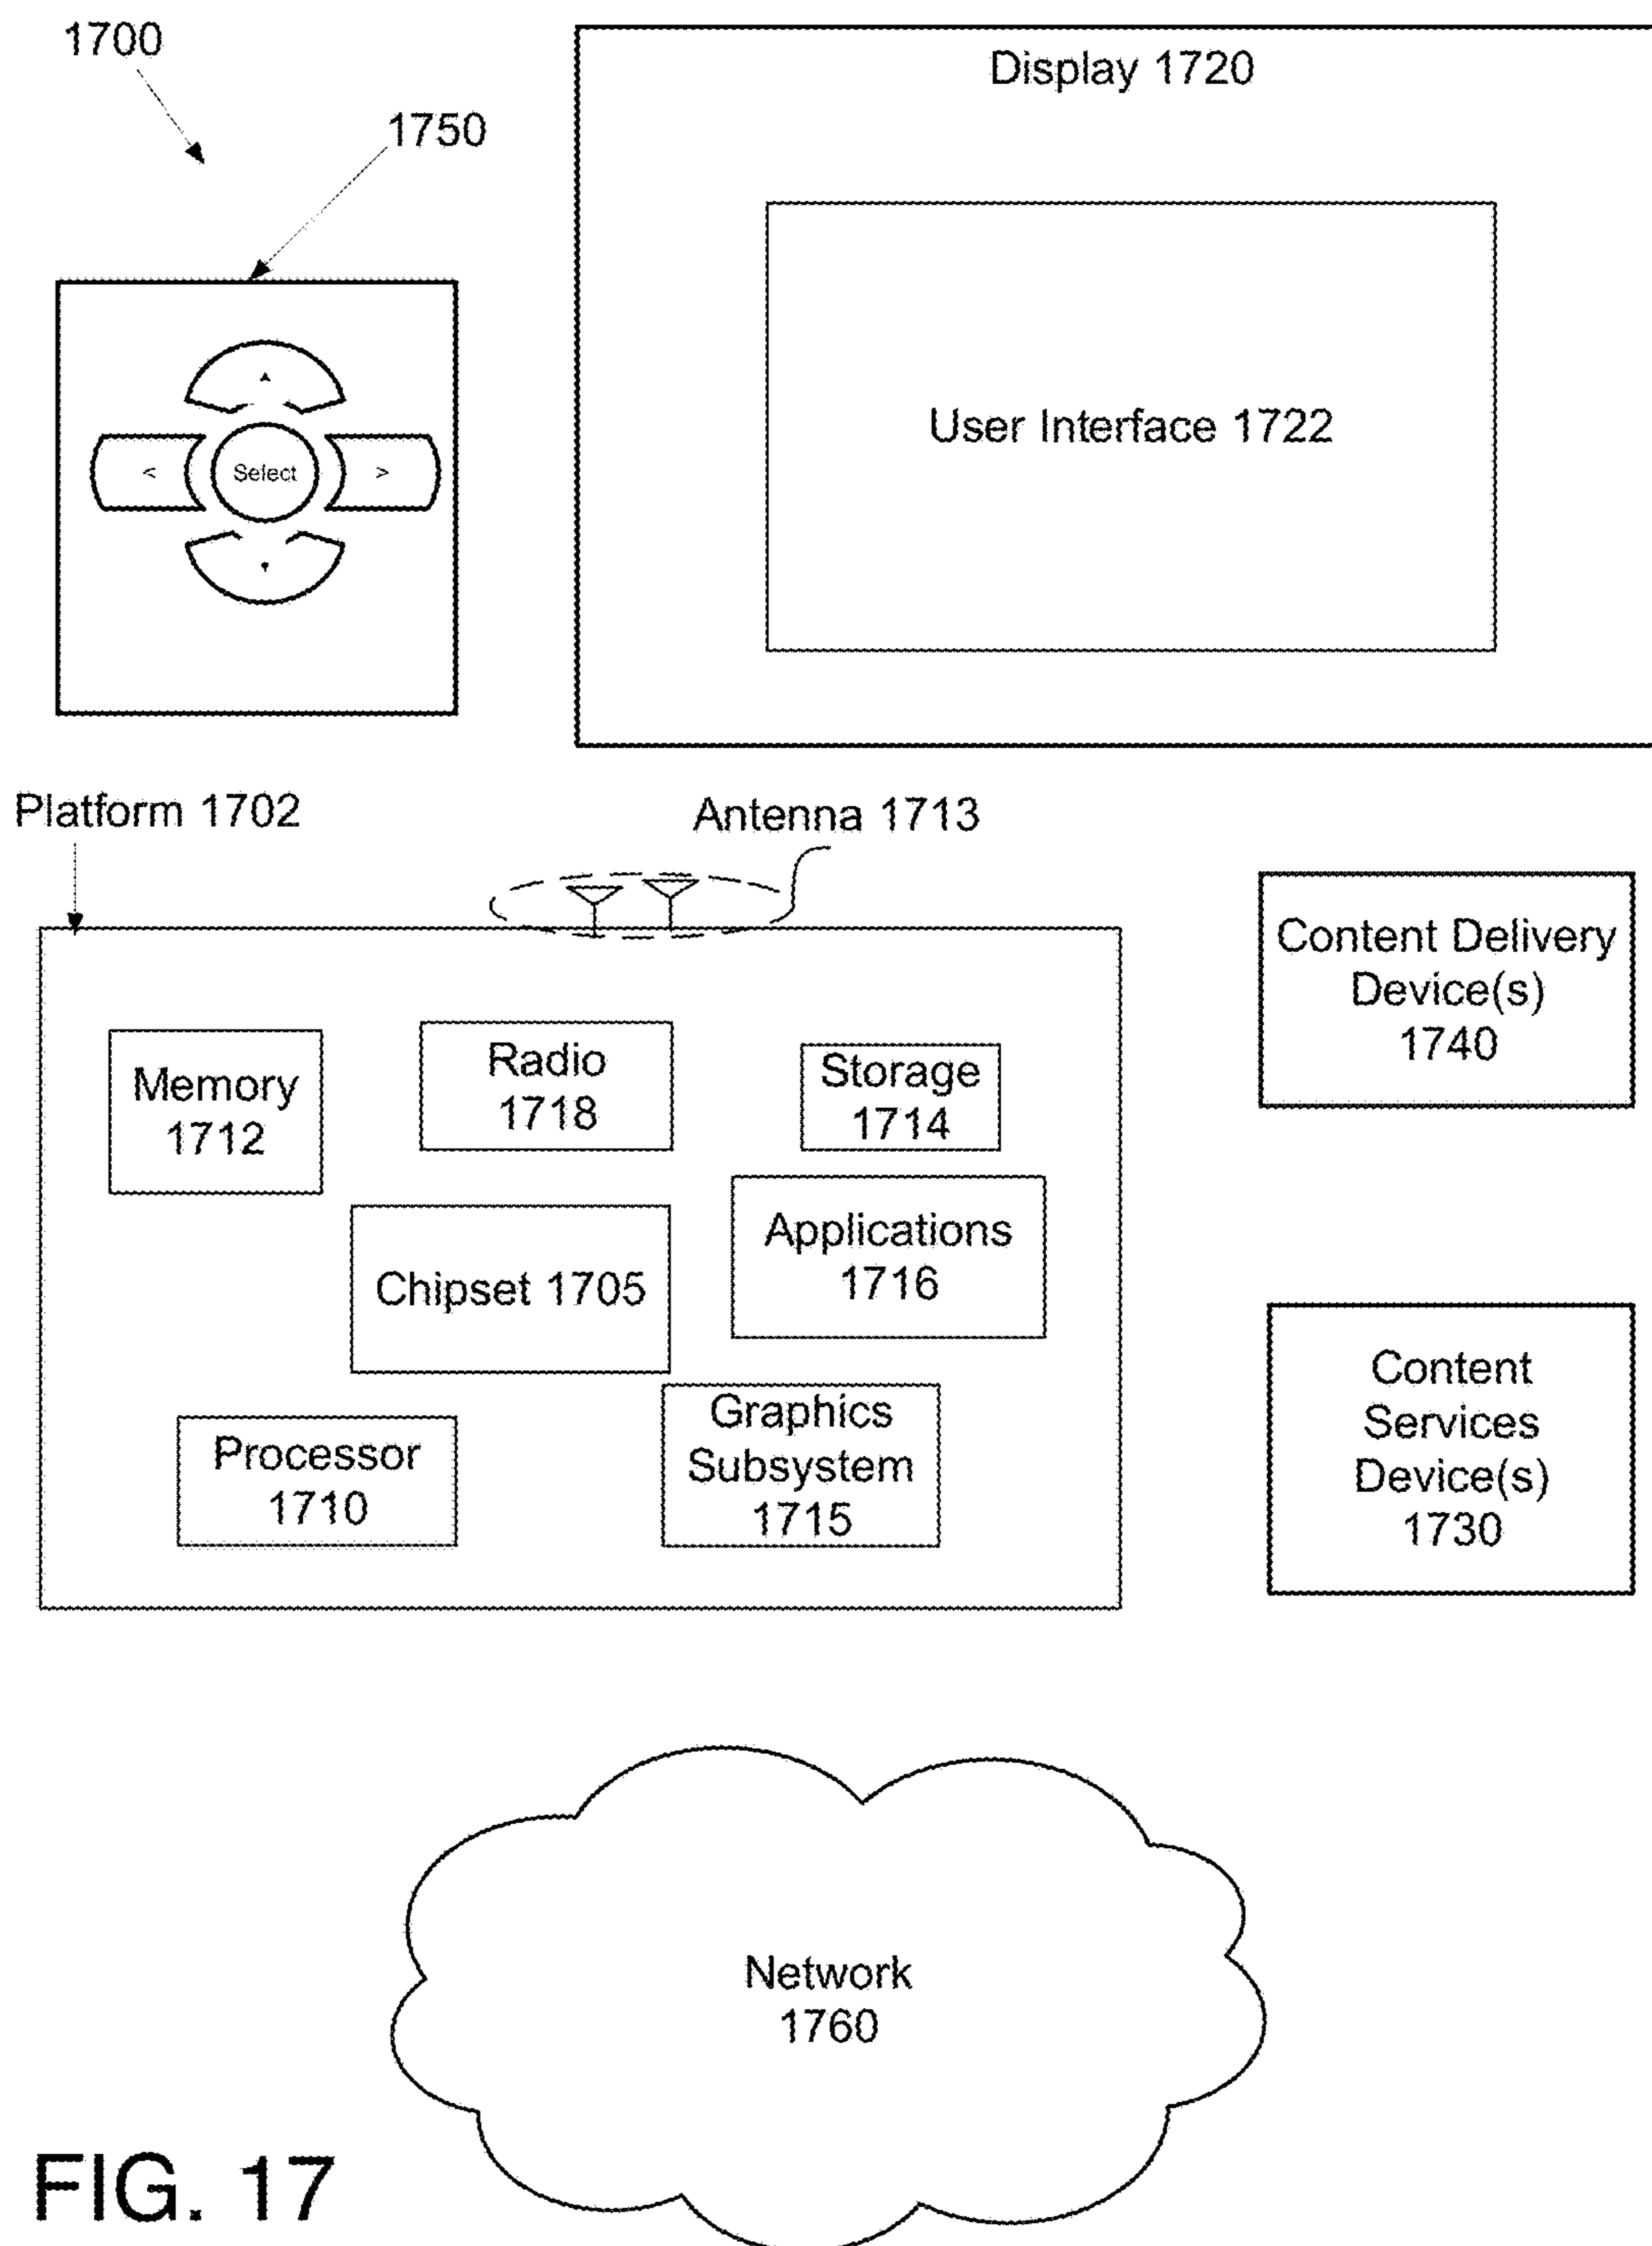 1700
Display 1720
1750
User Interface 1722
<
Select
>
Platform 1702
Antenna 1713
Content Delivery
Device(s)
1740
Memory
1712
Radio
1718
Storage
1714
Chipset 1705
Applications
1716
Processor
1710
Graphics
Subsystem
1715
Content
Services
Device(s)
1730
Network
1760
FIG. 17